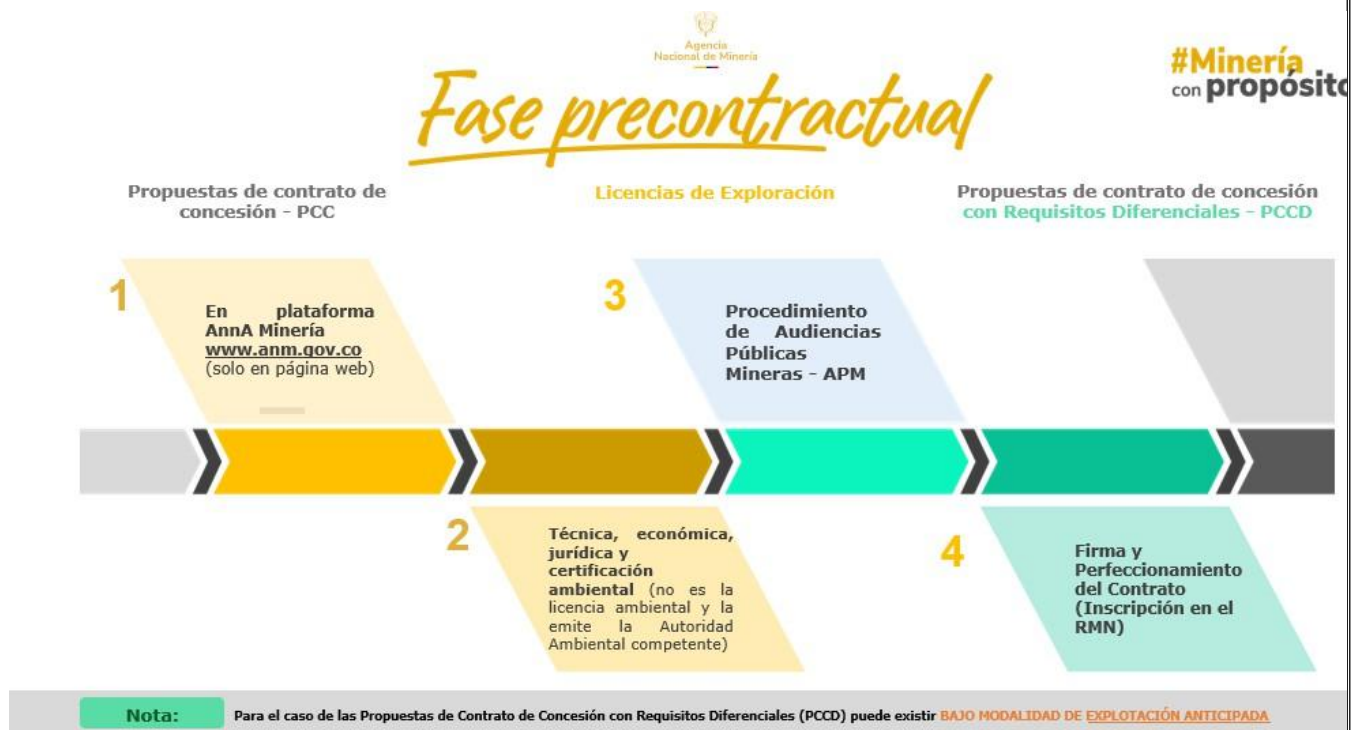 Agencia
Nacional de Minería
#Minería
con propósito
Fase precontractual
Propuestas de contrato de
concesión - PCC
Licencias de Exploración
Propuestas de contrato de concesión
con Requisitos Diferenciales - PCCD
1
En plataforma
AnnA Minería
www.anm.gov.co
(solo en página web)
3
Procedimiento
de Audiencias
Públicas
Mineras - APM
2
Técnica, económica,
jurídica y
certificación
ambiental (no es la
licencia ambiental y la
emite la Autoridad
Ambiental competente)
4
Firma y
Perfeccionamiento
del Contrato
(Inscripción en el
RMN)
Nota:
Para el caso de las Propuestas de Contrato de Concesión con Requisitos Diferenciales (PCCD) puede existir BAJO MODALIDAD DE EXPLOTACIÓN ANTICIPADA